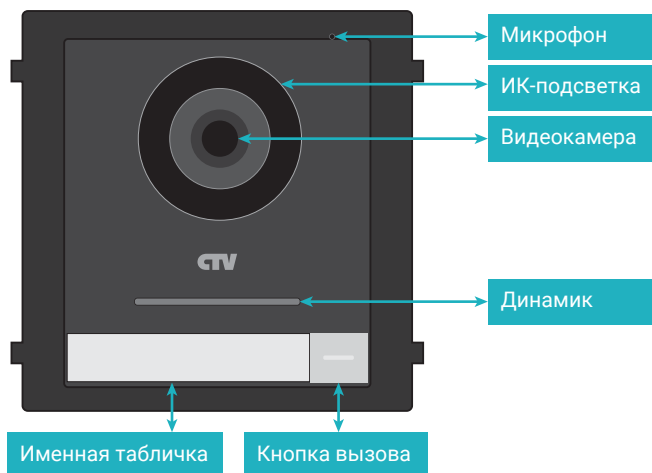 Микрофон
ИК-подсветка
Видеокамера
CTV
Динамик
Именная табличка
Кнопка вызова